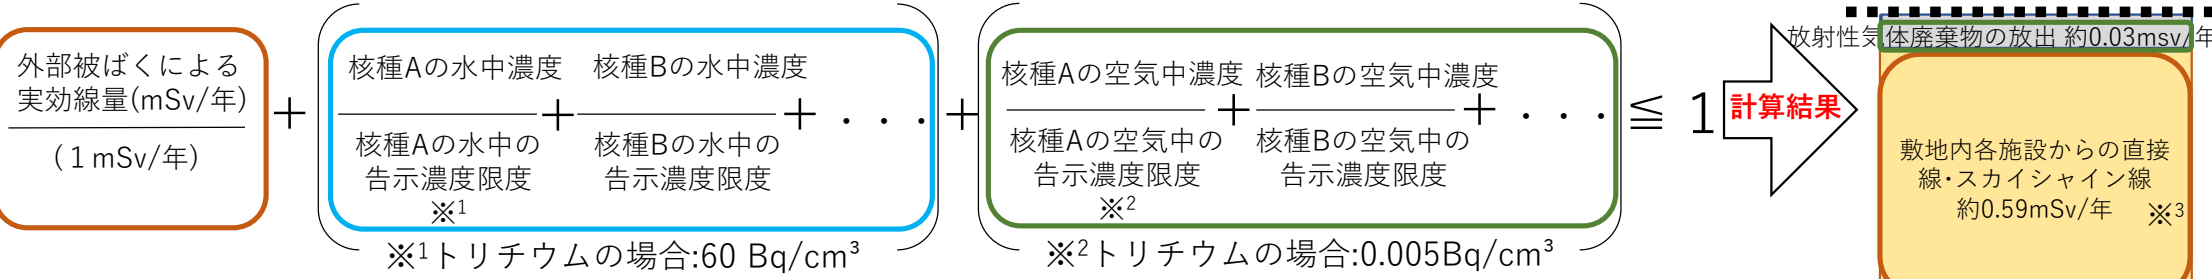 外部被ばくによる
実効線量(mSv/年)
(1mSv/年)
+
核種Aの水中濃度
核種Aの水中の
告示濃度限度
※1
+
核種Bの水中濃度
核種Bの水中の
告示濃度限度
+ ・・・
+
核種Aの空気中濃度
核種Aの空気中の
告示濃度限度
※2
+
核種Bの空気中濃度
核種Bの空気中の
告示濃度限度
+ ・・・
≦ 1
※1トリチウムの場合:60 Bq/cm³
※2トリチウムの場合:0.005Bq/cm³
計算結果
放射性気体廃棄物の放出 約0.03msv/年
敷地内各施設からの直接
線・スカイシャイン線
約0.59mSv/年 ※3